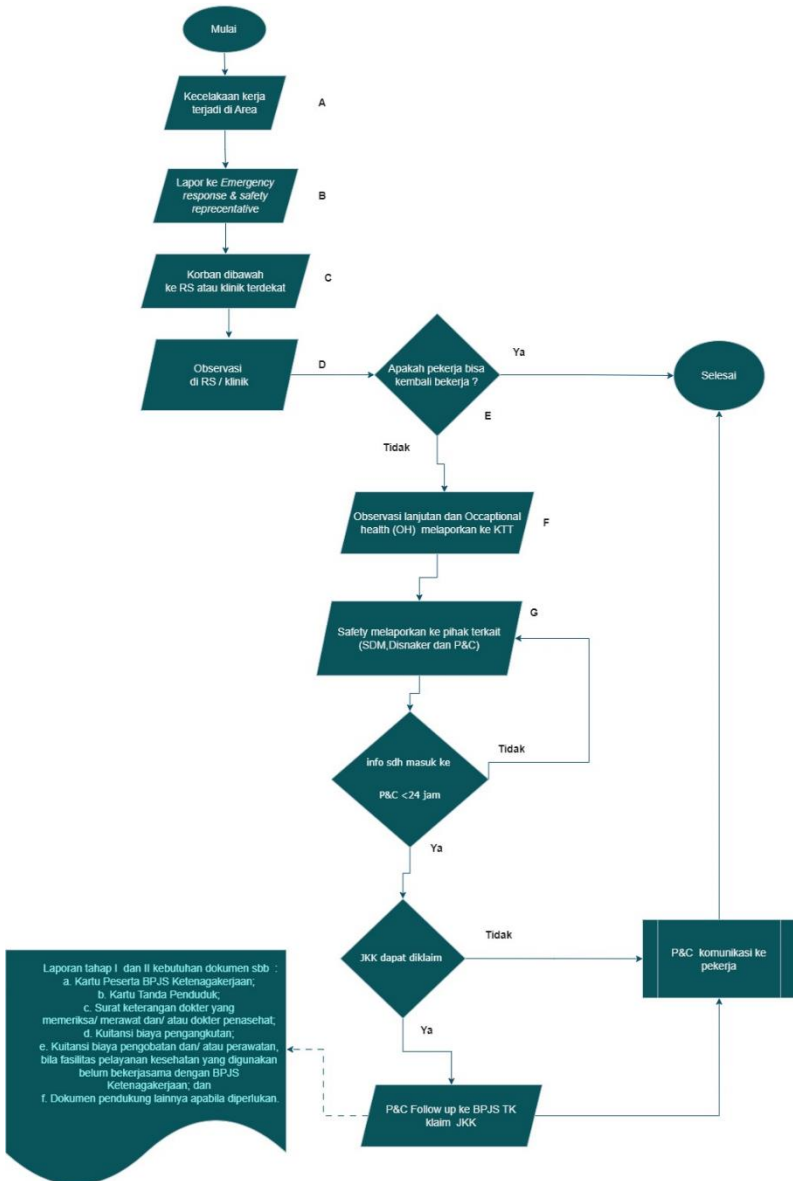 Mulai
Kecelakaan kerja
terjadi di Area
A
Lapor ke Emergency
response & safety
reprecentative
B
Korban dibawah
ke RS atau klinik terdekat
C
Observasi
di RS / klinik
D
Apakah pekerja bisa
kembali bekerja ?
Ya
Selesai
E
Tidak
Observasi lanjutan dan Occaptional
health (OH) melaporkan ke KTT
F
G
Safety melaporkan ke pihak terkait
(SDM,Disnaker dan P&C)
info sdh masuk ke
P&C <24 jam
Tidak
Ya
JKK dapat diklaim
Tidak
P&C komunikasi ke
pekerja
Ya
P&C Follow up ke BPJS TK
klaim JKK
Laporan tahap I dan II kebutuhan dokumen sbb :
a. Kartu Peserta BPJS Ketenagakerjaan;
b. Kartu Tanda Penduduk;
c. Surat keterangan dokter yang
memeriksa/ merawat dan/ atau dokter penasehat;
d. Kuitansi biaya pengangkutan;
e. Kuitansi biaya pengobatan dan/ atau perawatan,
bila fasilitas pelayanan kesehatan yang digunakan
belum bekerjasama dengan BPJS
Ketenagakerjaan; dan
f. Dokumen pendukung lainnya apabila diperlukan.